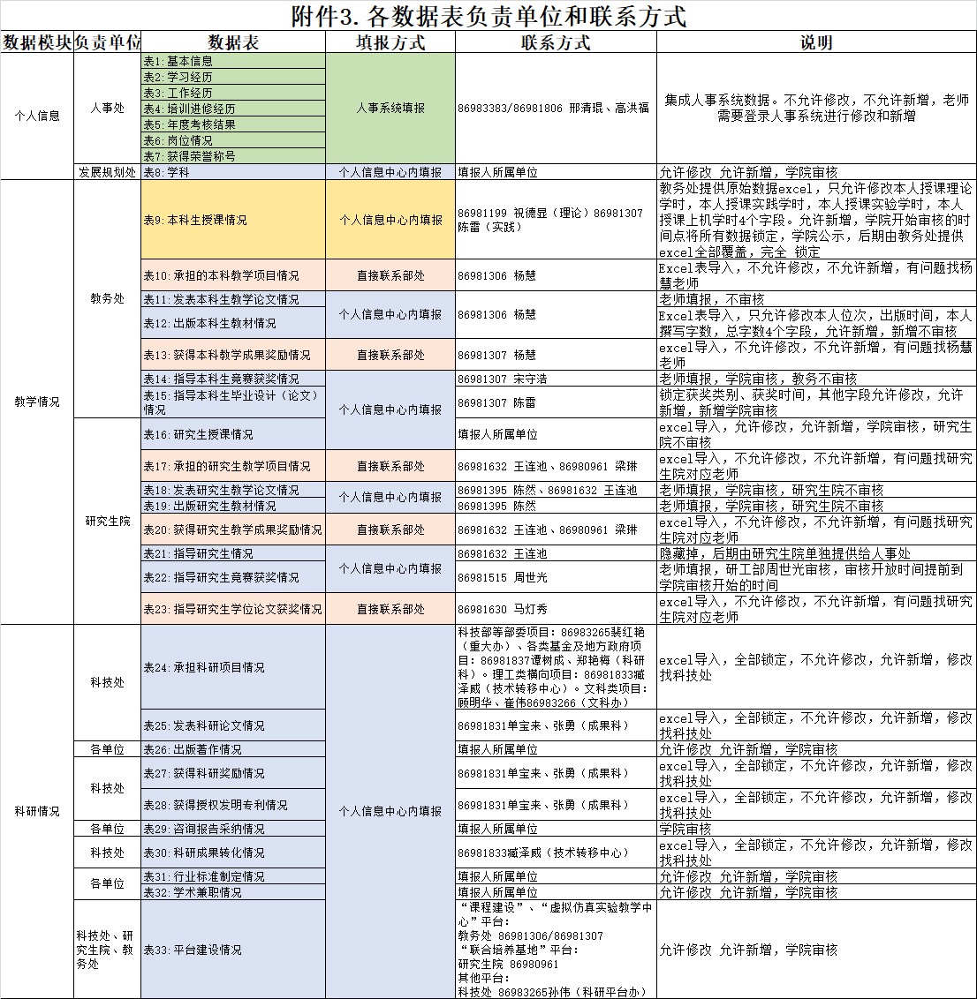 附件3.各数据表负责单位和联系方式
数据模块 负责单位 数据表 填报方式 联系方式 说明
个人信息
人事处
表1:基本信息
表2:学习经历
表3:工作经历
表4:培训进修经历
表5:年度考核结果
表6:岗位情况
表7:获得荣誉称号
人事系统填报
86983383/86981806 邢清琨、高洪福
集成人事系统数据。不允许修改，不允许新增，老师
需要登录人事系统进行修改和新增
发展规划处 表8:学科 个人信息中心内填报 填报人所属单位 允许修改 允许新增，学院审核
教学情况
教务处
表9:本科生授课情况
个人信息中心内填报
86981199 祝德显（理论）86981307
陈雷（实践）
教务处提供原始数据excel，只允许修改本人授课理论
学时，本人授课实践学时，本人授课实验学时，本人
授课上机学时4个字段。允许新增，学院开始审核的时
间点将所有数据锁定，学院公示，后期由教务处提供
excel全部覆盖，完全 锁定
表10:承担的本科教学项目情况 直接联系部处 86981306 杨慧
Excel表导入，不允许修改，不允许新增，有问题找杨
慧老师
表11:发表本科生教学论文情况
老师填报，不审核
表12:出版本科生教材情况
个人信息中心内填报
86981306 杨慧
Excel表导入，只允许修改本人位次，出版时间，本人
撰写字数，总字数4个字段，允许新增，新增不审核
表13:获得本科教学成果奖励情况 直接联系部处 86981307 杨慧
excel导入，不允许修改，不允许新增，有问题找杨慧
老师
表14:指导本科生竟赛获奖情况 86981307 宋守浩 老师填报，学院审核，教务不审核
表15:指导本科生毕业设计（论文）
情况
个人信息中心内填报
86981307 陈雷
锁定获奖类别、获奖时间，其他字段允许修改，允许
新增，新增学院审核
研究生院
表16:研究生授课情况 填报人所属单位
excel导入，允许修改，允许新增，学院审核，研究生
院不审核
表17:承担的研究生教学项目情况 直接联系部处 86981632 王连池、86980961 梁琳
excel导入，不允许修改，不允许新增，有问题找研究
生院对应老师
表18:发表研究生教学论文情况 86981395 陈然、86981632 王连池 老师填报，学院审核，研究生院不审核
个人信息中心内填报
表19:出版研究生教材情况 86981395 陈然 老师填报，学院审核，研究生院不审核
表20:获得研究生教学成果奖励情况 直接联系部处 86981632 王连池、86980961 梁琳
excel导入，不允许修改，不允许新增，有问题找研究
生院对应老师
表21:指导研究生情况 86981632 王连池 隐藏掉，后期由研究生院单独提供给人事处
个人信息中心内填报
表22:指导研究生竟赛获奖情况 86981515 周世光
老师填报，研工部周世光审核，审核开放时间提前到
学院审核开始的时间
表23:指导研究生学位论文获奖情况 直接联系部处 86981630 马灯秀
excel导入，不允许修改，不允许新增，有问题找研究
生院对应老师
科研情况
科技处
表24:承担科研项目情况
个人信息中心内填报
科技部等部委项目：86983265裴红艳
（重大办）、各类基金及地方政府项
目：86981837谭树成、郑艳梅（科研
科）。理工类横向项目：86981833臧
泽威（技术转移中心）。文科类项目：
顾明华、崔伟86983266（文科办）
excel导入，全部锁定，不允许修改，允许新增，修改
找科技处
表25:发表科研论文情况 86981831单宝来、张勇（成果科）
excel导入，全部锁定，不允许修改，允许新增，修改
找科技处
各单位 表26:出版著作情况 填报人所属单位 允许修改 允许新增，学院审核
科技处
表27:获得科研奖励情况 86981831单宝来、张勇（成果科）
excel导入，全部锁定，不允许修改，允许新增，修改
找科技处
表28:获得授权发明专利情况 86981831单宝来、张勇（成果科）
excel导入，全部锁定，不允许修改，允许新增，修改
找科技处
各单位 表29:咨询报告采纳情况 填报人所属单位 学院审核
科技处 表30:科研成果转化情况 86981833臧泽威（技术转移中心）
excel导入，全部锁定，不允许修改，允许新增，修改
找科技处
各单位
表31:行业标准制定情况 填报人所属单位 允许修改 允许新增，学院审核
表32:学术兼职情况 填报人所属单位 允许修改 允许新增，学院审核
科技处、研
究生院、教
务处
表33:平台建设情况
“课程建设”、“虚拟仿真实验教学中
心”平台：
教务处 86981306/86981307
“联合培养基地”平台：
研究生院 86980961
其他平台：
科技处 86983265孙伟（科研平台办）
允许修改 允许新增，学院审核